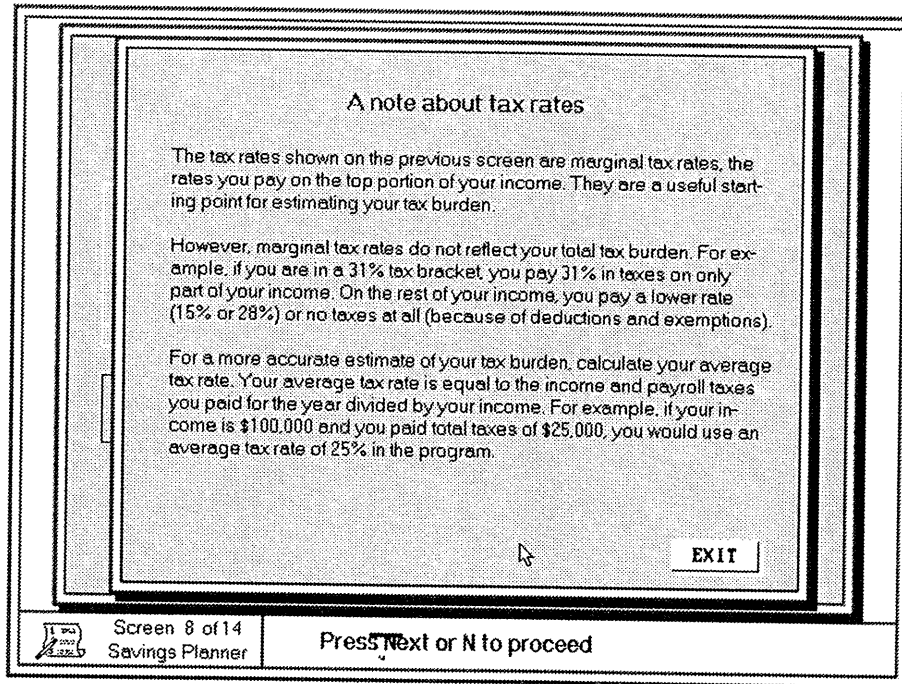 A note about tax rates
The tax rates shown on the previous screen are marginal tax rates, the
rates you pay on the top portion of your income. They are a useful start-
ing point for estimating your tax burden.
However, marginal tax rates do not reflect your total tax burden. For ex-
ample, if you are in a 31% tax bracket, you pay 31% in taxes on only
part of your income. On the rest of your income, you pay a lower rate
(15% or 28%) or no taxes at all (because of deductions and exemptions).
For a more accurate estimate of your tax burden, calculate your average
tax rate. Your average tax rate is equal to the income and payroll taxes
you paid for the year divided by your income. For example, if your in-
come is $100,000 and you paid total taxes of $25,000, you would use an
average tax rate of 25% in the program.
EXIT
Screen 8 of 14
Savings Planner
Press Next or N to proceed